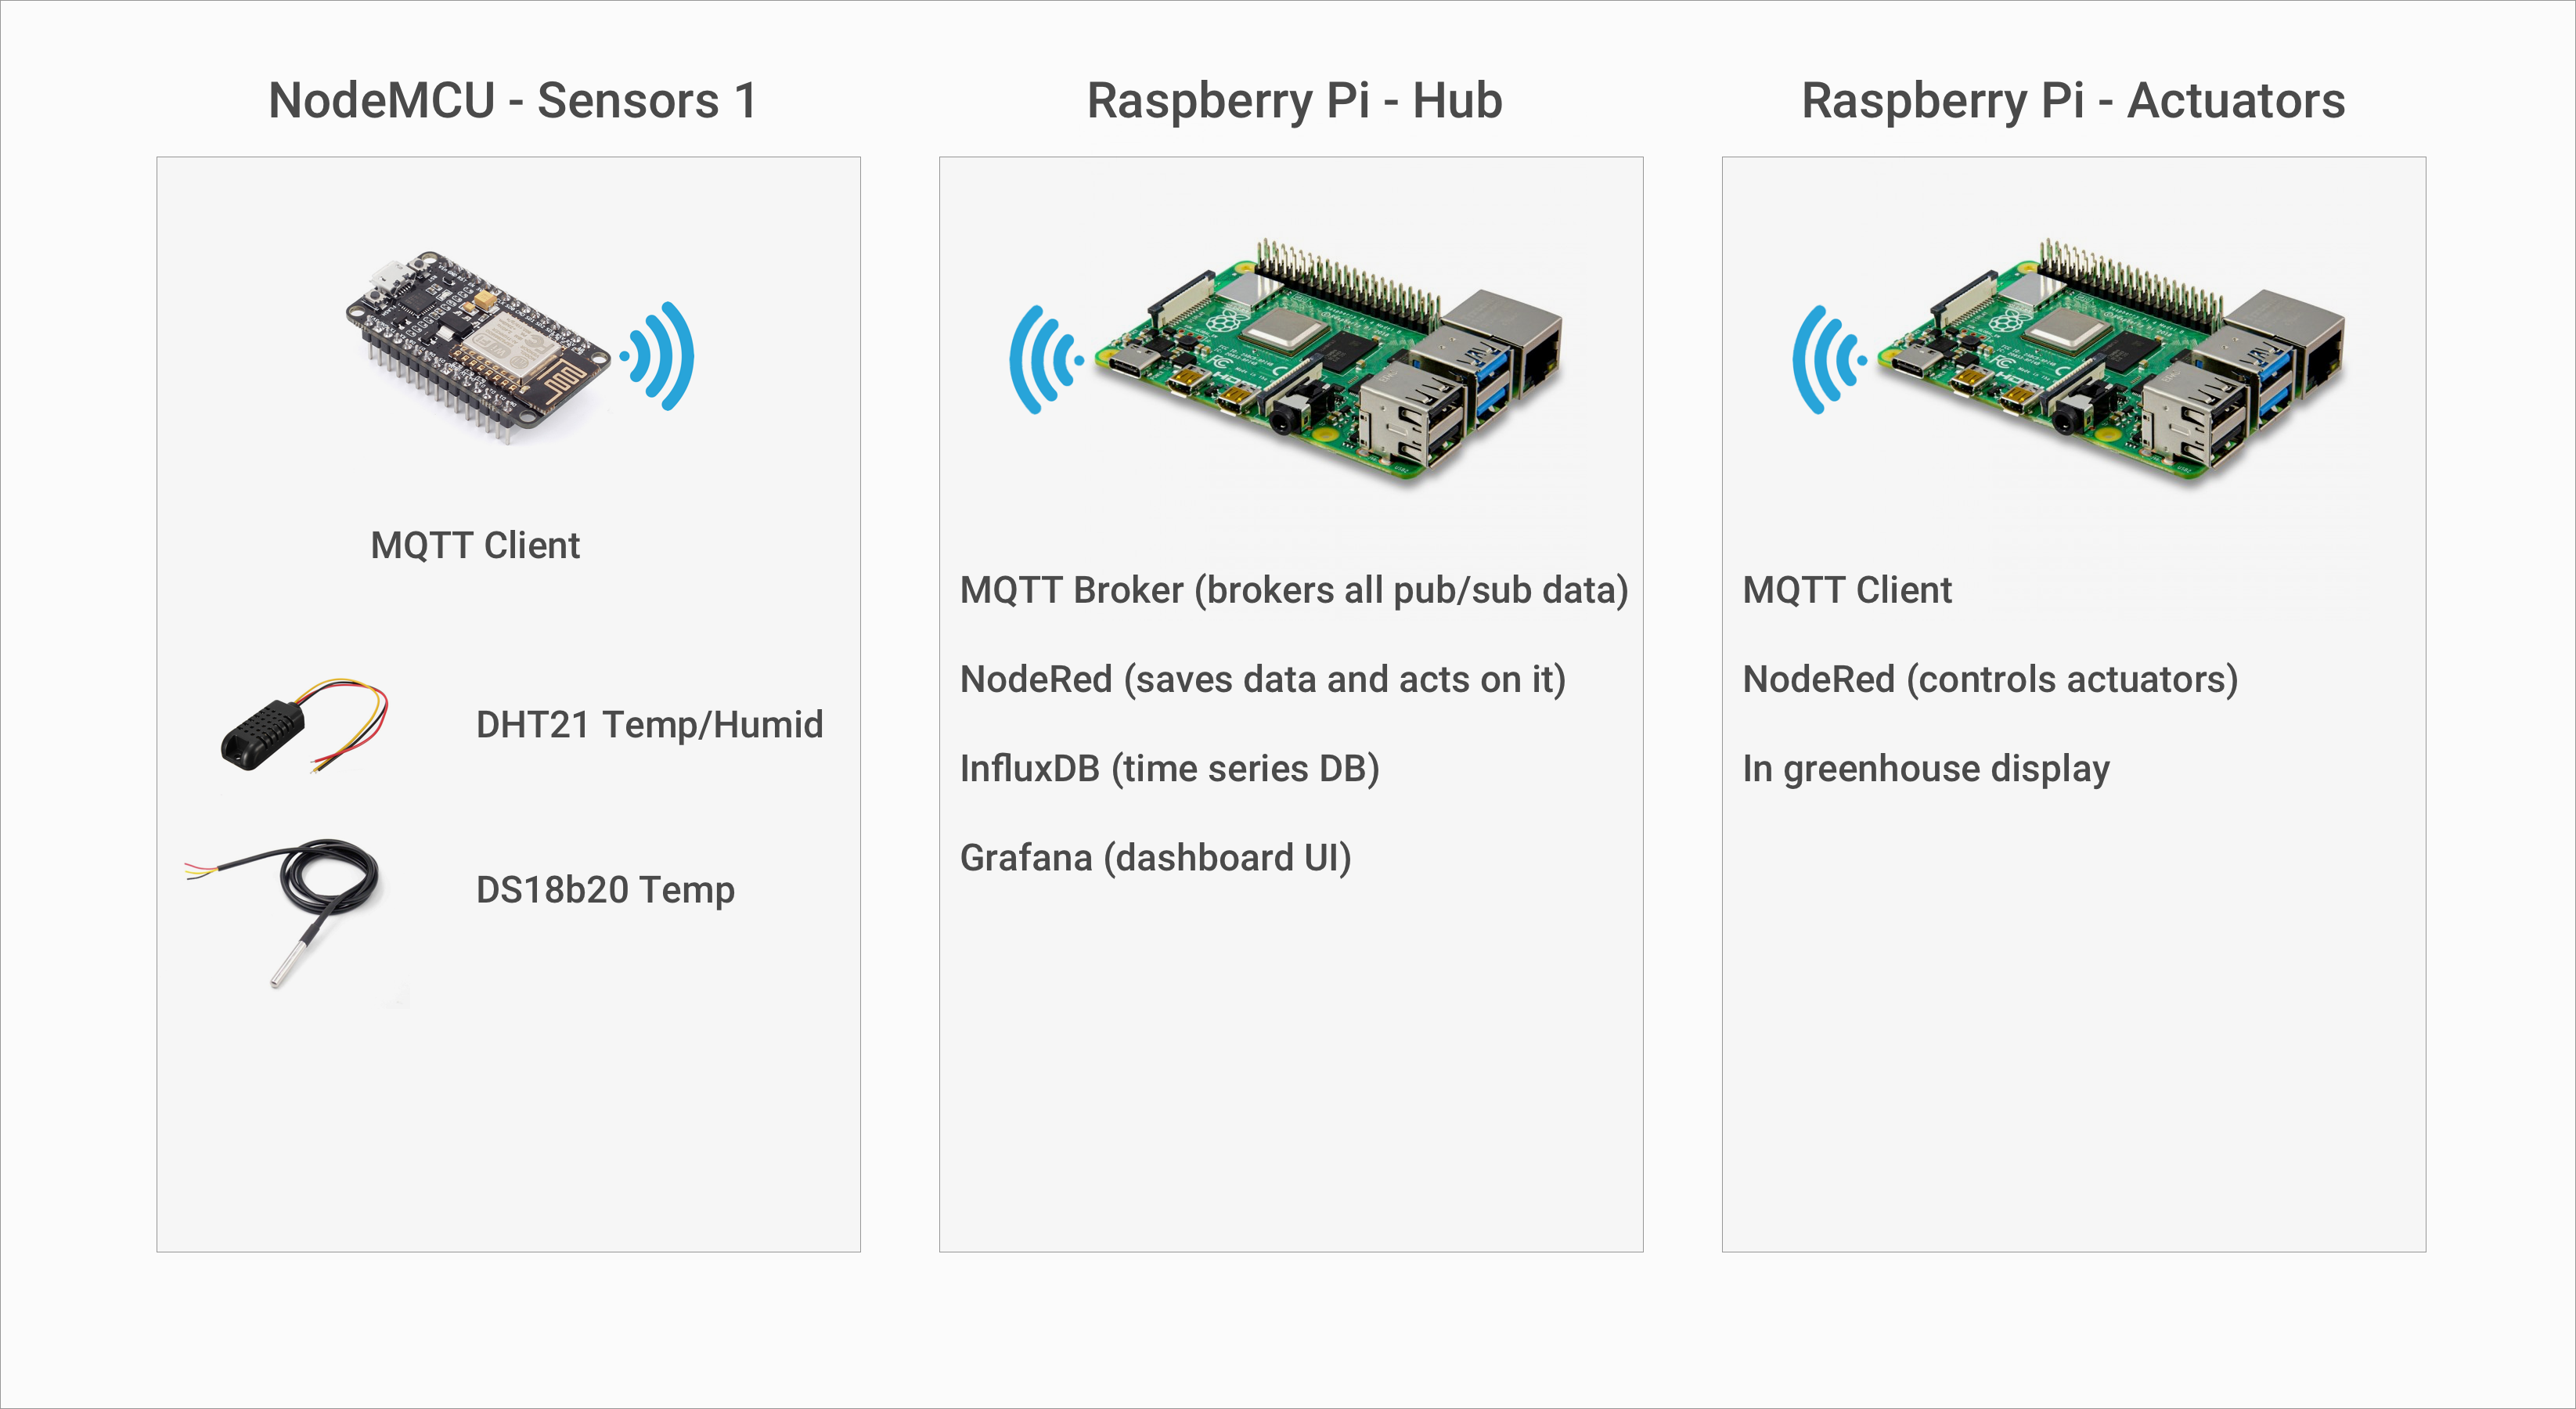 NodeMCU - Sensors 1
MQTT Client
DHT21 Temp/Humid
DS18b20 Temp
Raspberry Pi - Hub
MQTT Broker (brokers all pub/sub data)
NodeRed (saves data and acts on it)
InfluxDB (time series DB)
Grafana (dashboard UI)
Raspberry Pi - Actuators
MQTT Client
NodeRed (controls actuators)
In greenhouse display